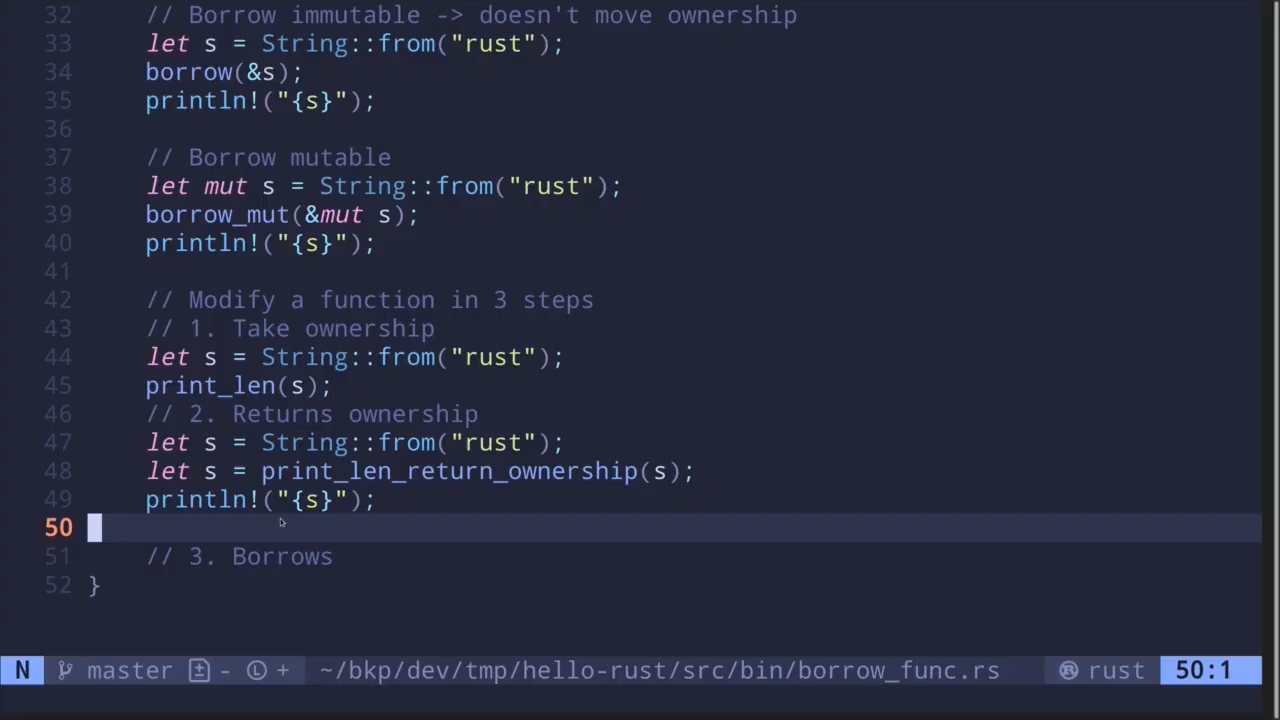 32 // Borrow immutable -> doesn't move ownership
33 let s = String::from("rust");
34 borrow(&s);
35 println!("{s}");
36
37 // Borrow mutable
38 let mut s = String::from("rust");
39 borrow_mut(&mut s);
40 println!("{s}");
41
42 // Modify a function in 3 steps
43 // 1. Take ownership
44 let s = String::from("rust");
45 print_len(s);
46 // 2. Returns ownership
47 let s = String::from("rust");
48 let s = print_len_return_ownership(s);
49 println!("{s}");
50
51 // 3. Borrows
52 }
N master - L + ~/bkp/dev/tmp/hello-rust/src/bin/borrow_func.rs rust 50:1